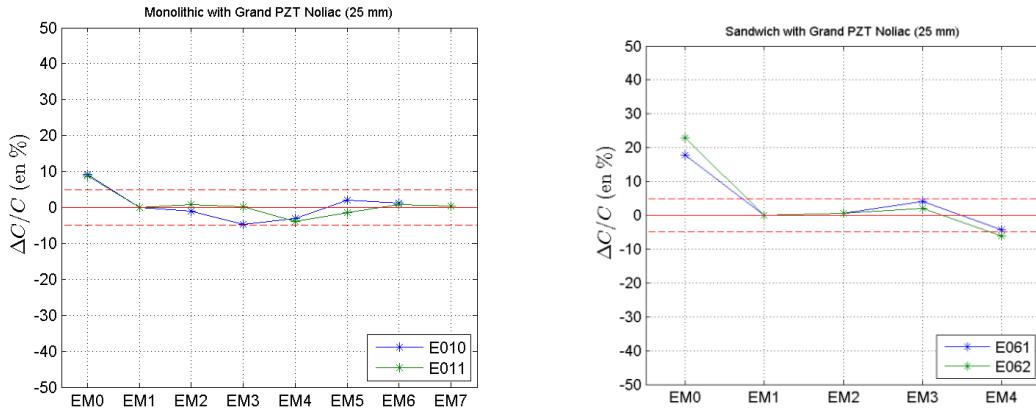 Monolithic with Grand PZT Noliac (25 mm)
50
40
30
20
10
0
-10
-20
-30
-40
-50
ΔC/C (en %)
EM0 EM1 EM2 EM3 EM4 EM5 EM6 EM7
E010
E011
Sandwich with Grand PZT Noliac (25 mm)
50
40
30
20
10
0
-10
-20
-30
-40
-50
ΔC/C (en %)
EM0 EM1 EM2 EM3 EM4
E061
E062